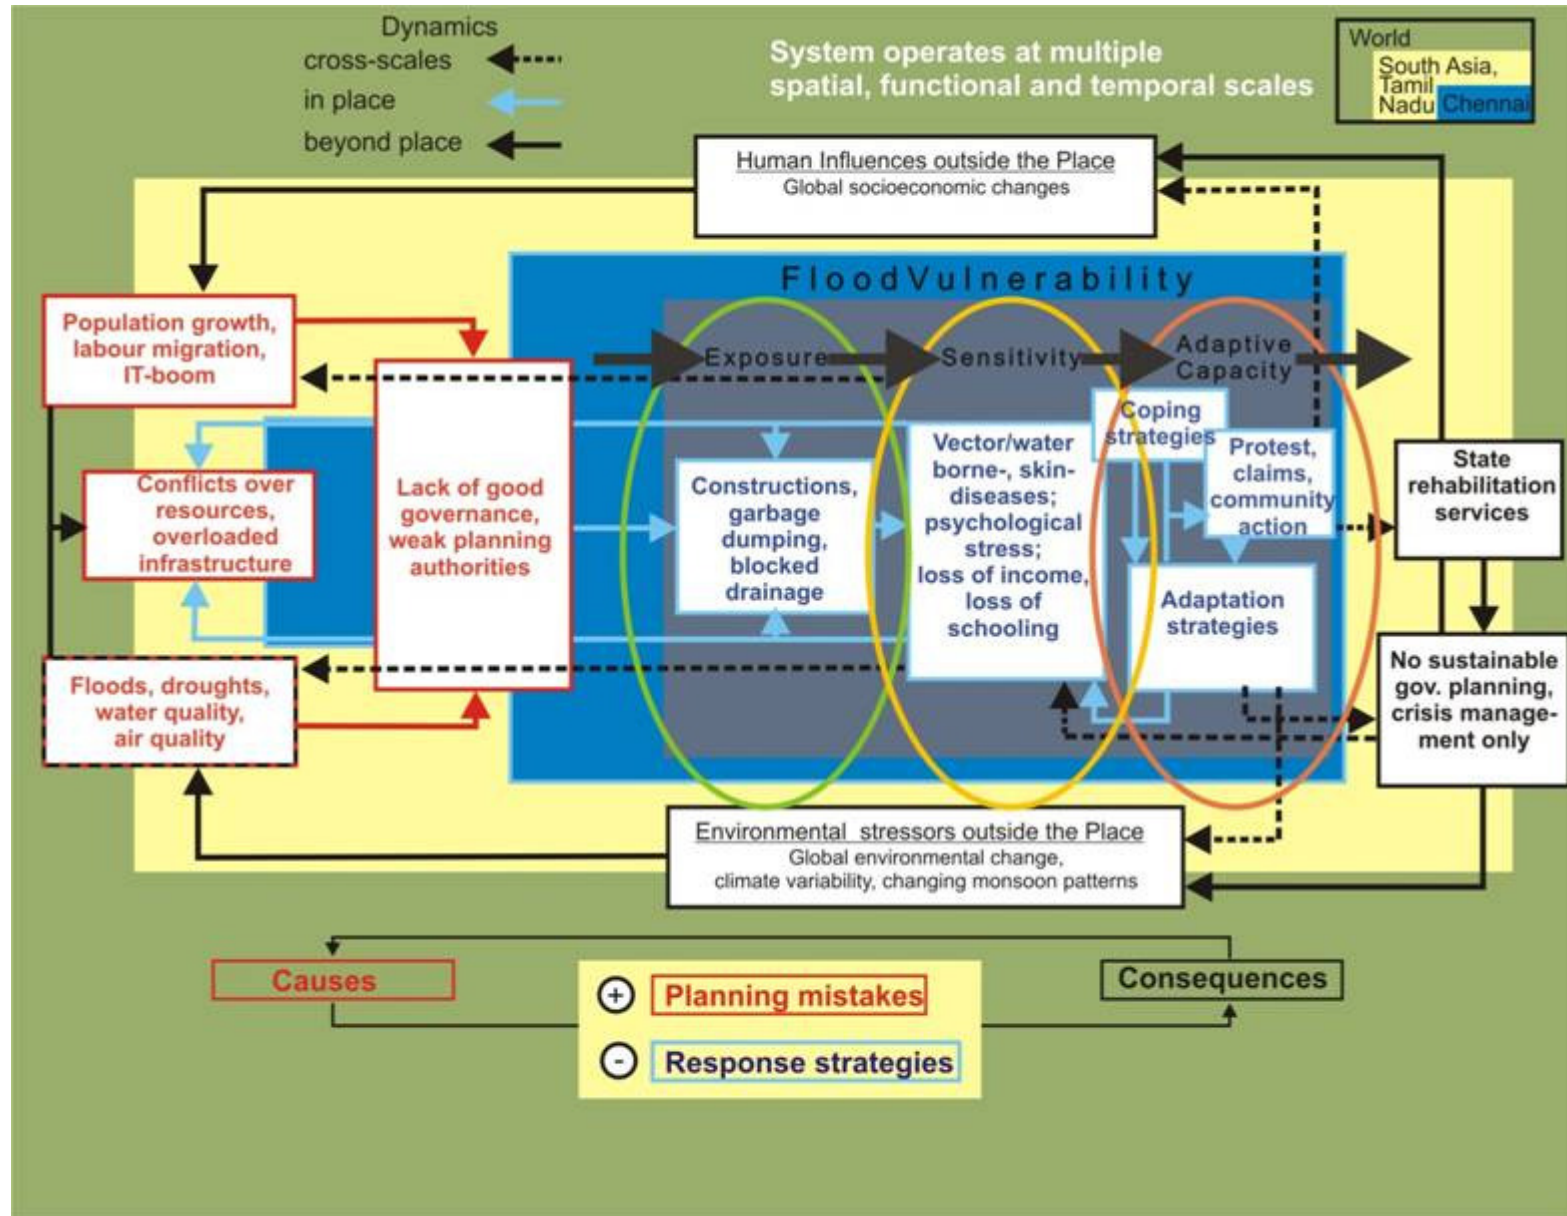 Dynamics
cross-scales
in place
beyond place
System operates at multiple
spatial, functional and temporal scales
World
South Asia,
Tamil
Nadu Chennai
Human Influences outside the Place
Global socioeconomic changes
FloodVulnerability
Exposure
Sensitivity
Adaptive
Capacity
Population growth,
labour migration,
IT-boom
Conflicts over
resources,
overloaded
infrastructure
Floods, droughts,
water quality,
air quality
Lack of good
governance,
weak planning
authorities
Constructions,
garbage
dumping,
blocked
drainage
Vector/water
borne-, skin-
diseases;
psychological
stress;
loss of income,
loss of
schooling
Coping
strategies
Protest,
claims,
community
action
Adaptation
strategies
State
rehabilitation
services
No sustainable
gov. planning,
crisis manage-
ment only
Environmental stressors outside the Place
Global environmental change,
climate variability, changing monsoon patterns
Causes
Consequences
+ Planning mistakes
- Response strategies